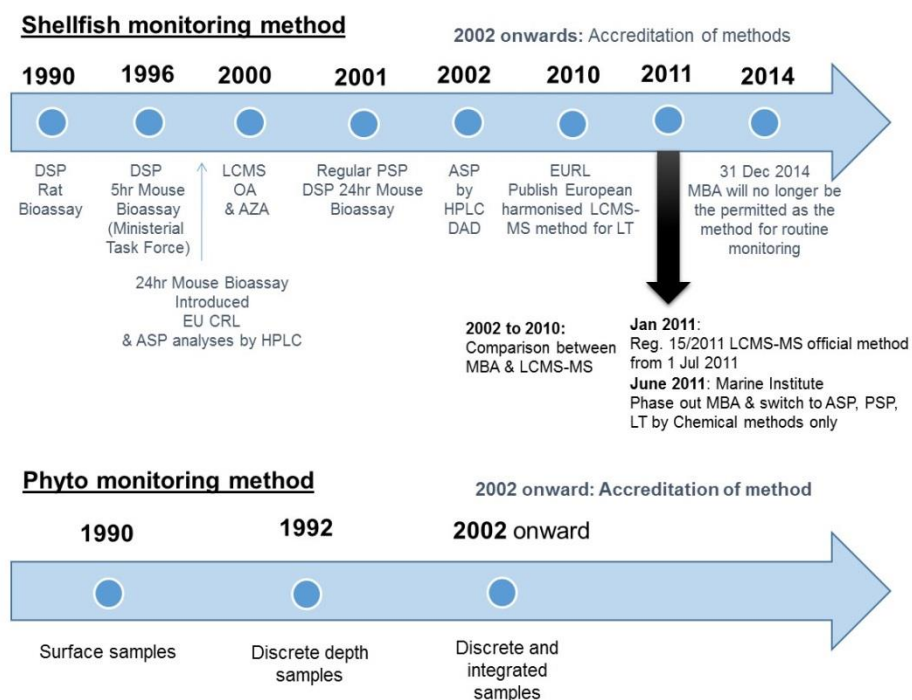 Shellfish monitoring method
2002 onwards: Accreditation of methods
1990
1996
2000
2001
2002
2010
2011
2014
DSP
Rat
Bioassay
DSP
5hr Mouse
Bioassay
(Ministerial
Task Force)
LCMS
OA
& AZA
Regular PSP
DSP 24hr Mouse
Bioassay
ASP
by
HPLC
DAD
EURL
Publish European
harmonised LCMS-
MS method for LT
31 Dec 2014
MBA will no longer be
the permitted as the
method for routine
monitoring
24hr Mouse Bioassay
Introduced
EU CRL
& ASP analyses by HPLC
2002 to 2010:
Comparison between
MBA & LCMS-MS
Jan 2011:
Reg. 15/2011 LCMS-MS official method
from 1 Jul 2011
June 2011: Marine Institute
Phase out MBA & switch to ASP, PSP,
LT by Chemical methods only
Phyto monitoring method
2002 onward: Accreditation of method
1990
1992
2002 onward
Surface samples
Discrete depth
samples
Discrete and
integrated
samples